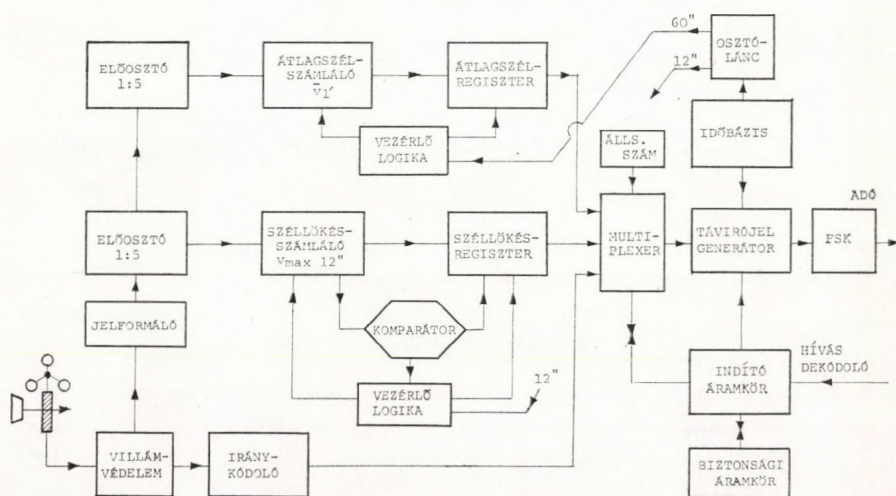 ELŐOSZTÓ
1:5
ÁTLAGSZÉL-
SZÁMLÁLÓ
v̄1'
ÁTLAGSZÉL-
REGISZTER
VEZÉRLŐ
LOGIKA
60"
12"
OSZTÓ-
LÁNC
IDŐBÁZIS
ÁLLS.
SZÁM
ELŐOSZTÓ
1:5
SZÉLLÖKÉS-
SZÁMLÁLÓ
Vmax 12"
SZÉLLÖKÉS-
REGISZTER
MULTI-
PLEXER
TÁVIRÓJEL
GENERÁTOR
ADÓ
FSK
JELFORMÁLÓ
KOMPARÁTOR
VEZÉRLŐ
LOGIKA
12"
INDÍTÓ
ÁRAMKÖR
HÍVÁS
DEKÓDOLÓ
VILLÁM-
VÉDELEM
IRÁNY-
KÓDOLÓ
BIZTONSÁGI
ÁRAMKÖR